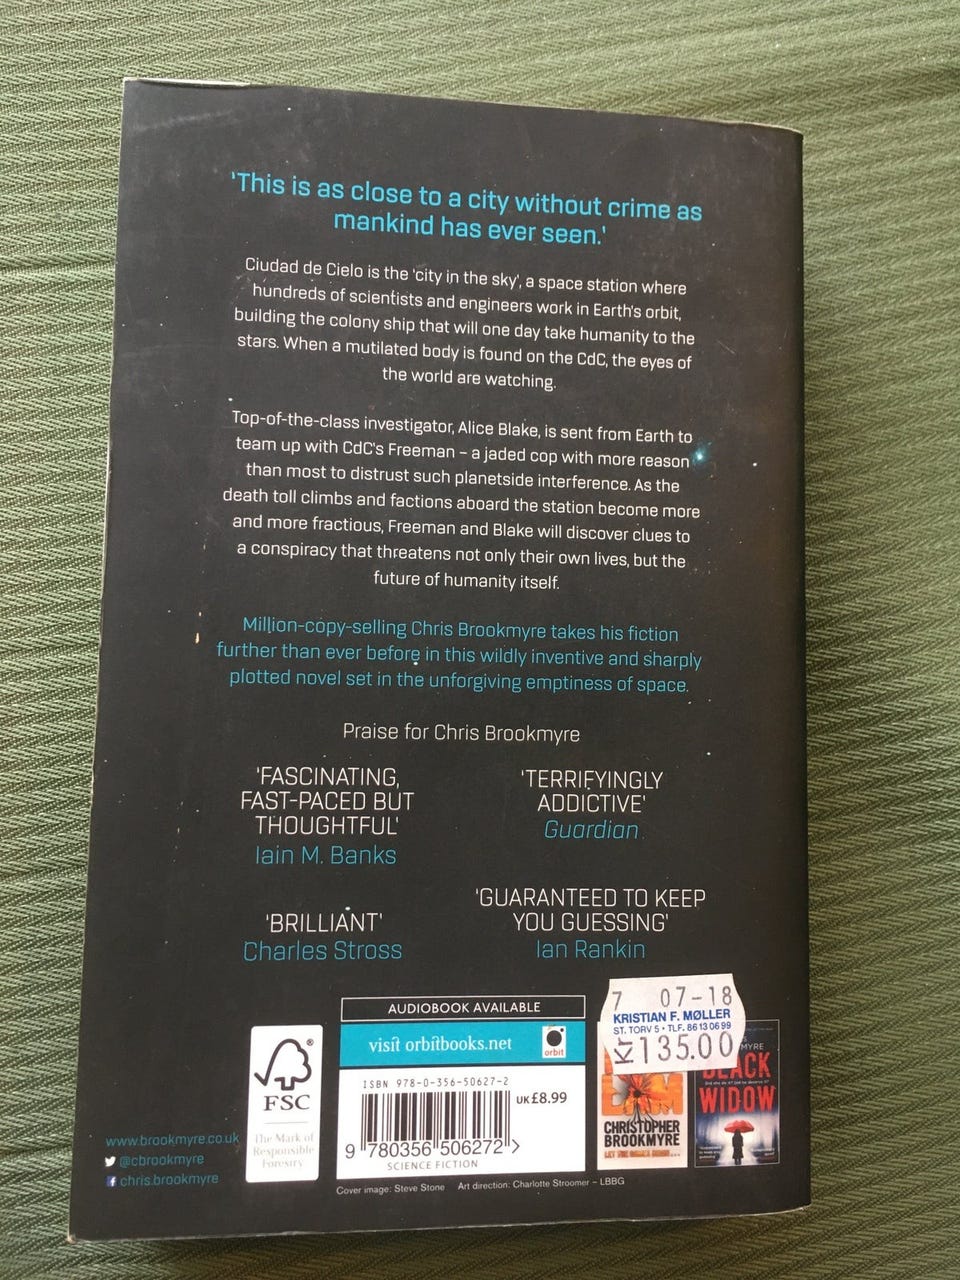 'This is as close to a city without crime as
mankind has ever seen.'
Ciudad de Cielo is the 'city in the sky', a space station where
hundreds of scientists and engineers work in Earth's orbit,
building the colony ship that will one day take humanity to the
stars. When a mutilated body is found on the CdC, the eyes of
the world are watching.
Top-of-the-class investigator, Alice Blake, is sent from Earth to
team up with CdC's Freeman – a jaded cop with more reason
than most to distrust such planetside interference. As the
death toll climbs and factions aboard the station become more
and more fractious, Freeman and Blake will discover clues to
a conspiracy that threatens not only their own lives, but the
future of humanity itself.
Million-copy-selling Chris Brookmyre takes his fiction
further than ever before in this wildly inventive and sharply
plotted novel set in the unforgiving emptiness of space.
Praise for Chris Brookmyre
'FASCINATING,
FAST-PACED BUT
THOUGHTFUL'
Iain M. Banks
'TERRIFYINGLY
ADDICTIVE'
Guardian
'BRILLIANT'
Charles Stross
'GUARANTEED TO KEEP
YOU GUESSING'
Ian Rankin
7 07-18
KRISTIAN F. MØLLER
ST. TORV 5 • TLF. 86 13 06 99
Kr 135.00
AUDIOBOOK AVAILABLE
visit orbitbooks.net
orbit
ISBN 978-0-356-50627-2
UK £8.99
9 780356 506272 >
SCIENCE FICTION
FSC
The Mark of
Responsible
Forestry
www.brookmyre.co.uk
@cbrookmyre
chris.brookmyre
CHRISTOPHER
BROOKMYRE
MYRE
BLACK
WIDOW
Cover image: Steve Stone Art direction: Charlotte Stroomer – LBBG